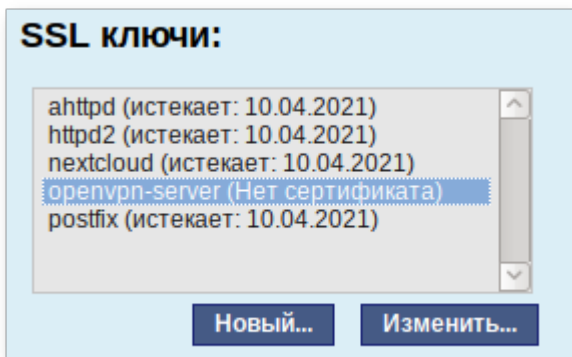 SSL ключи:
ahttpd (истекает: 10.04.2021)
httpd2 (истекает: 10.04.2021)
nextcloud (истекает: 10.04.2021)
openvpn-server (Нет сертификата)
postfix (истекает: 10.04.2021)
Новый... Изменить...